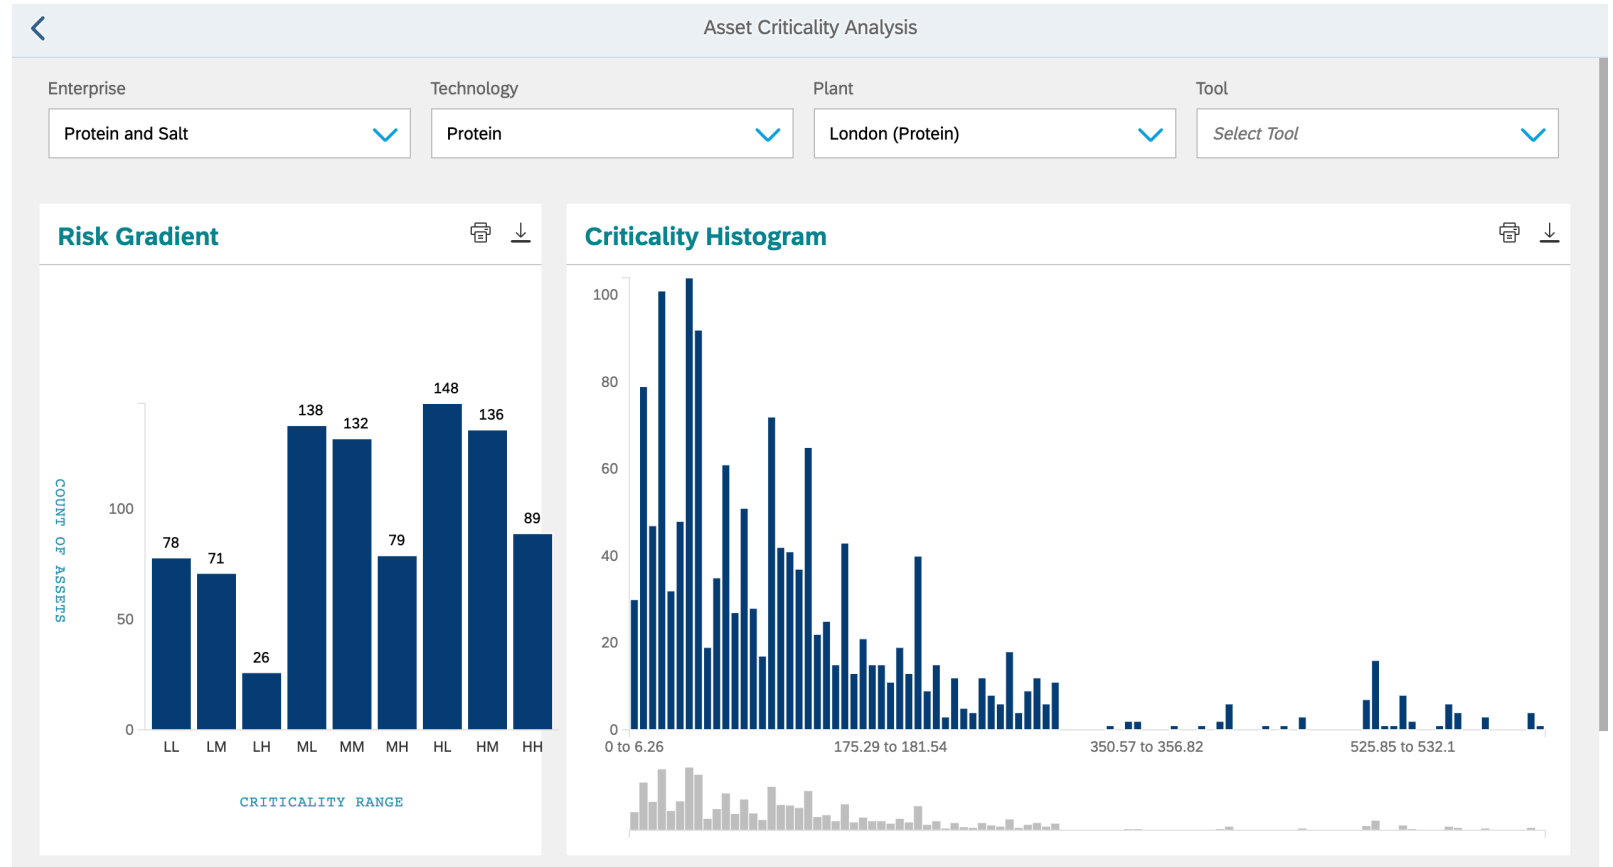 Asset Criticality Analysis
Enterprise
Technology
Plant
Tool
Protein and Salt
Protein
London (Protein)
Select Tool
Risk Gradient
148
138
136
132
COUNT OF ASSETS
100
89
78
79
71
50
26
0
LL LM LH ML MM MH HL HM HH
CRITICALITY RANGE
Criticality Histogram
100
80
60
40
20
0
0 to 6.26
175.29 to 181.54
350.57 to 356.82
525.85 to 532.1